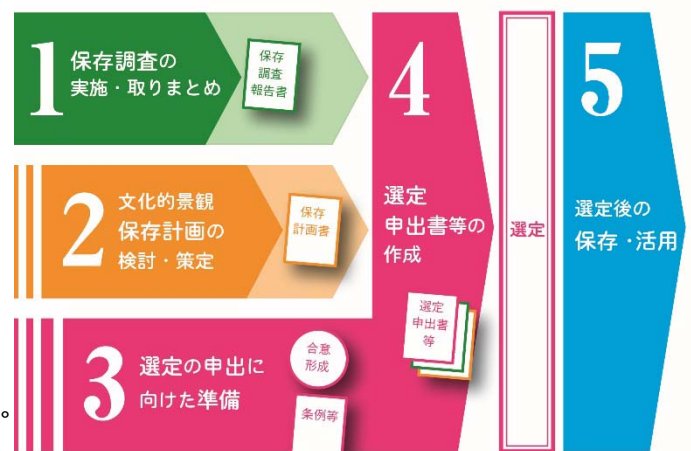 1
保存調査の
実施・取りまとめ
保存
調査
報告書
2
文化的景観
保存計画の
検討・策定
保存
計画書
3
選定の申出に
向けた準備
合意
形成
条例等
。
4
選定
申出書等の
作成
選定
申出書
等
選定
5
選定後の
保存・活用